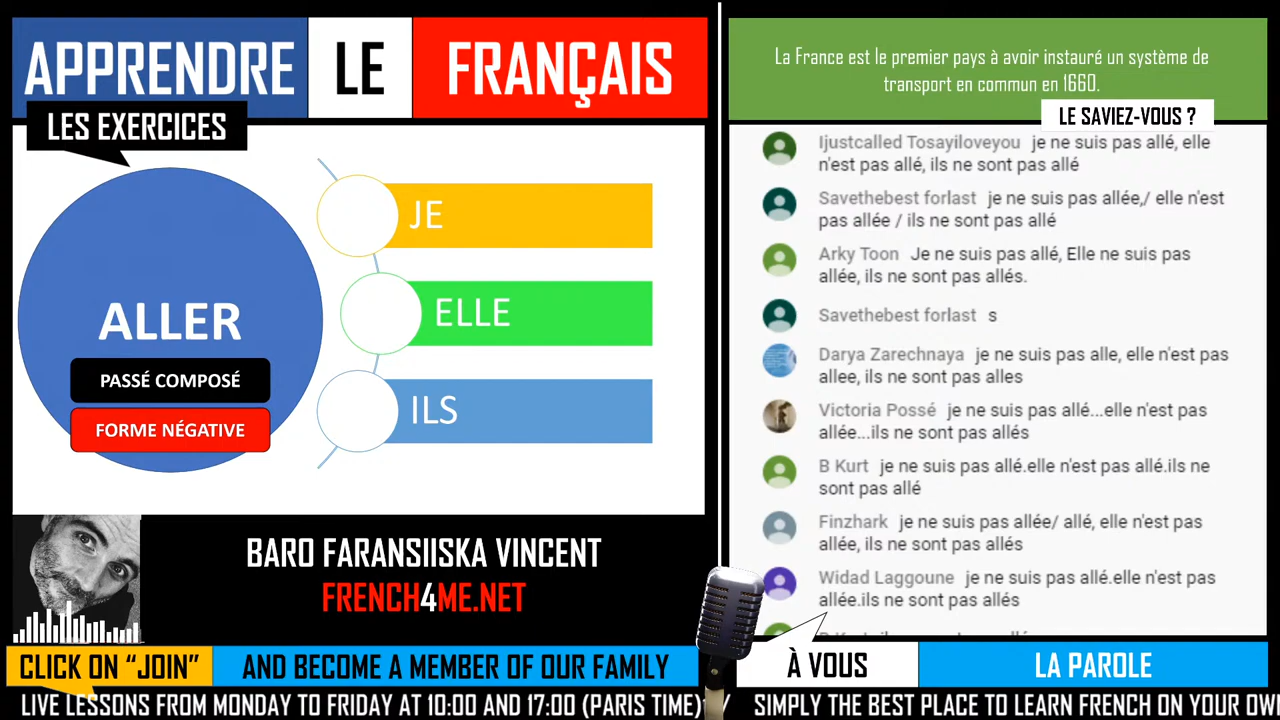 APPRENDRE LE FRANÇAIS
LES EXERCICES
ALLER
PASSÉ COMPOSÉ
FORME NÉGATIVE
JE
ELLE
ILS
BARO FARANSIISKA VINCENT
FRENCH4ME.NET
CLICK ON “JOIN” AND BECOME A MEMBER OF OUR FAMILY
La France est le premier pays à avoir instauré un système de
transport en commun en 1660.
LE SAVIEZ-VOUS ?
Ijustcalled Tosayiloveyou je ne suis pas allé, elle
n'est pas allé, ils ne sont pas allé
Savethebest forlast je ne suis pas allée,/ elle n'est
pas allée / ils ne sont pas allé
Arky Toon Je ne suis pas allé, Elle ne suis pas
allée, ils ne sont pas allés.
Savethebest forlast s
Darya Zarechnaya je ne suis pas alle, elle n'est pas
allee, ils ne sont pas alles
Victoria Possé je ne suis pas allé...elle n'est pas
allée...ils ne sont pas allés
B Kurt je ne suis pas allé.elle n'est pas allé.ils ne
sont pas allé
Finzhark je ne suis pas allée/ allé, elle n'est pas
allée, ils ne sont pas allés
Widad Laggoune je ne suis pas allé.elle n'est pas
allée.ils ne sont pas allés
À VOUS LA PAROLE
LIVE LESSONS FROM MONDAY TO FRIDAY AT 10:00 AND 17:00 (PARIS TIME) / SIMPLY THE BEST PLACE TO LEARN FRENCH ON YOUR OWN